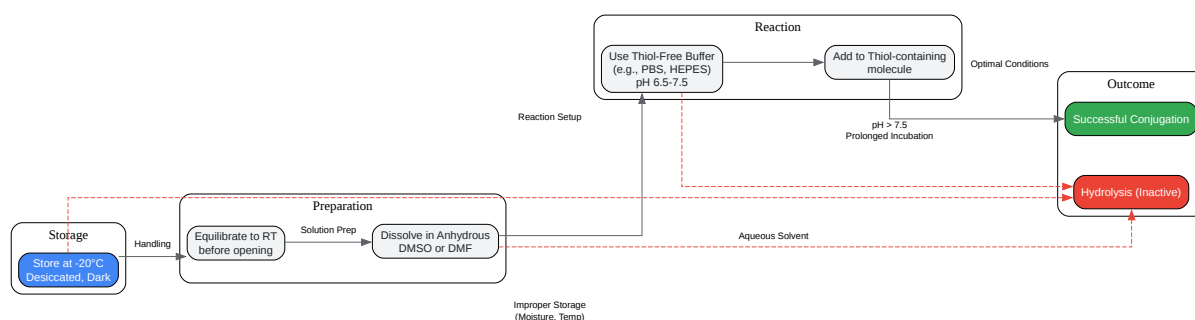 Reaction
Use Thiol-Free Buffer
(e.g., PBS, HEPES)
pH 6.5-7.5
Add to Thiol-containing
molecule
Optimal Conditions
Outcome
Successful Conjugation
Reaction Setup
pH > 7.5
Prolonged Incubation
Hydrolysis (Inactive)
Preparation
Storage
Equilibrate to RT
before opening
Solution Prep
Dissolve in Anhydrous
DMSO or DMF
Handling
Aqueous Solvent
Store at -20°C
Desiccated, Dark
Improper Storage
(Moisture, Temp)